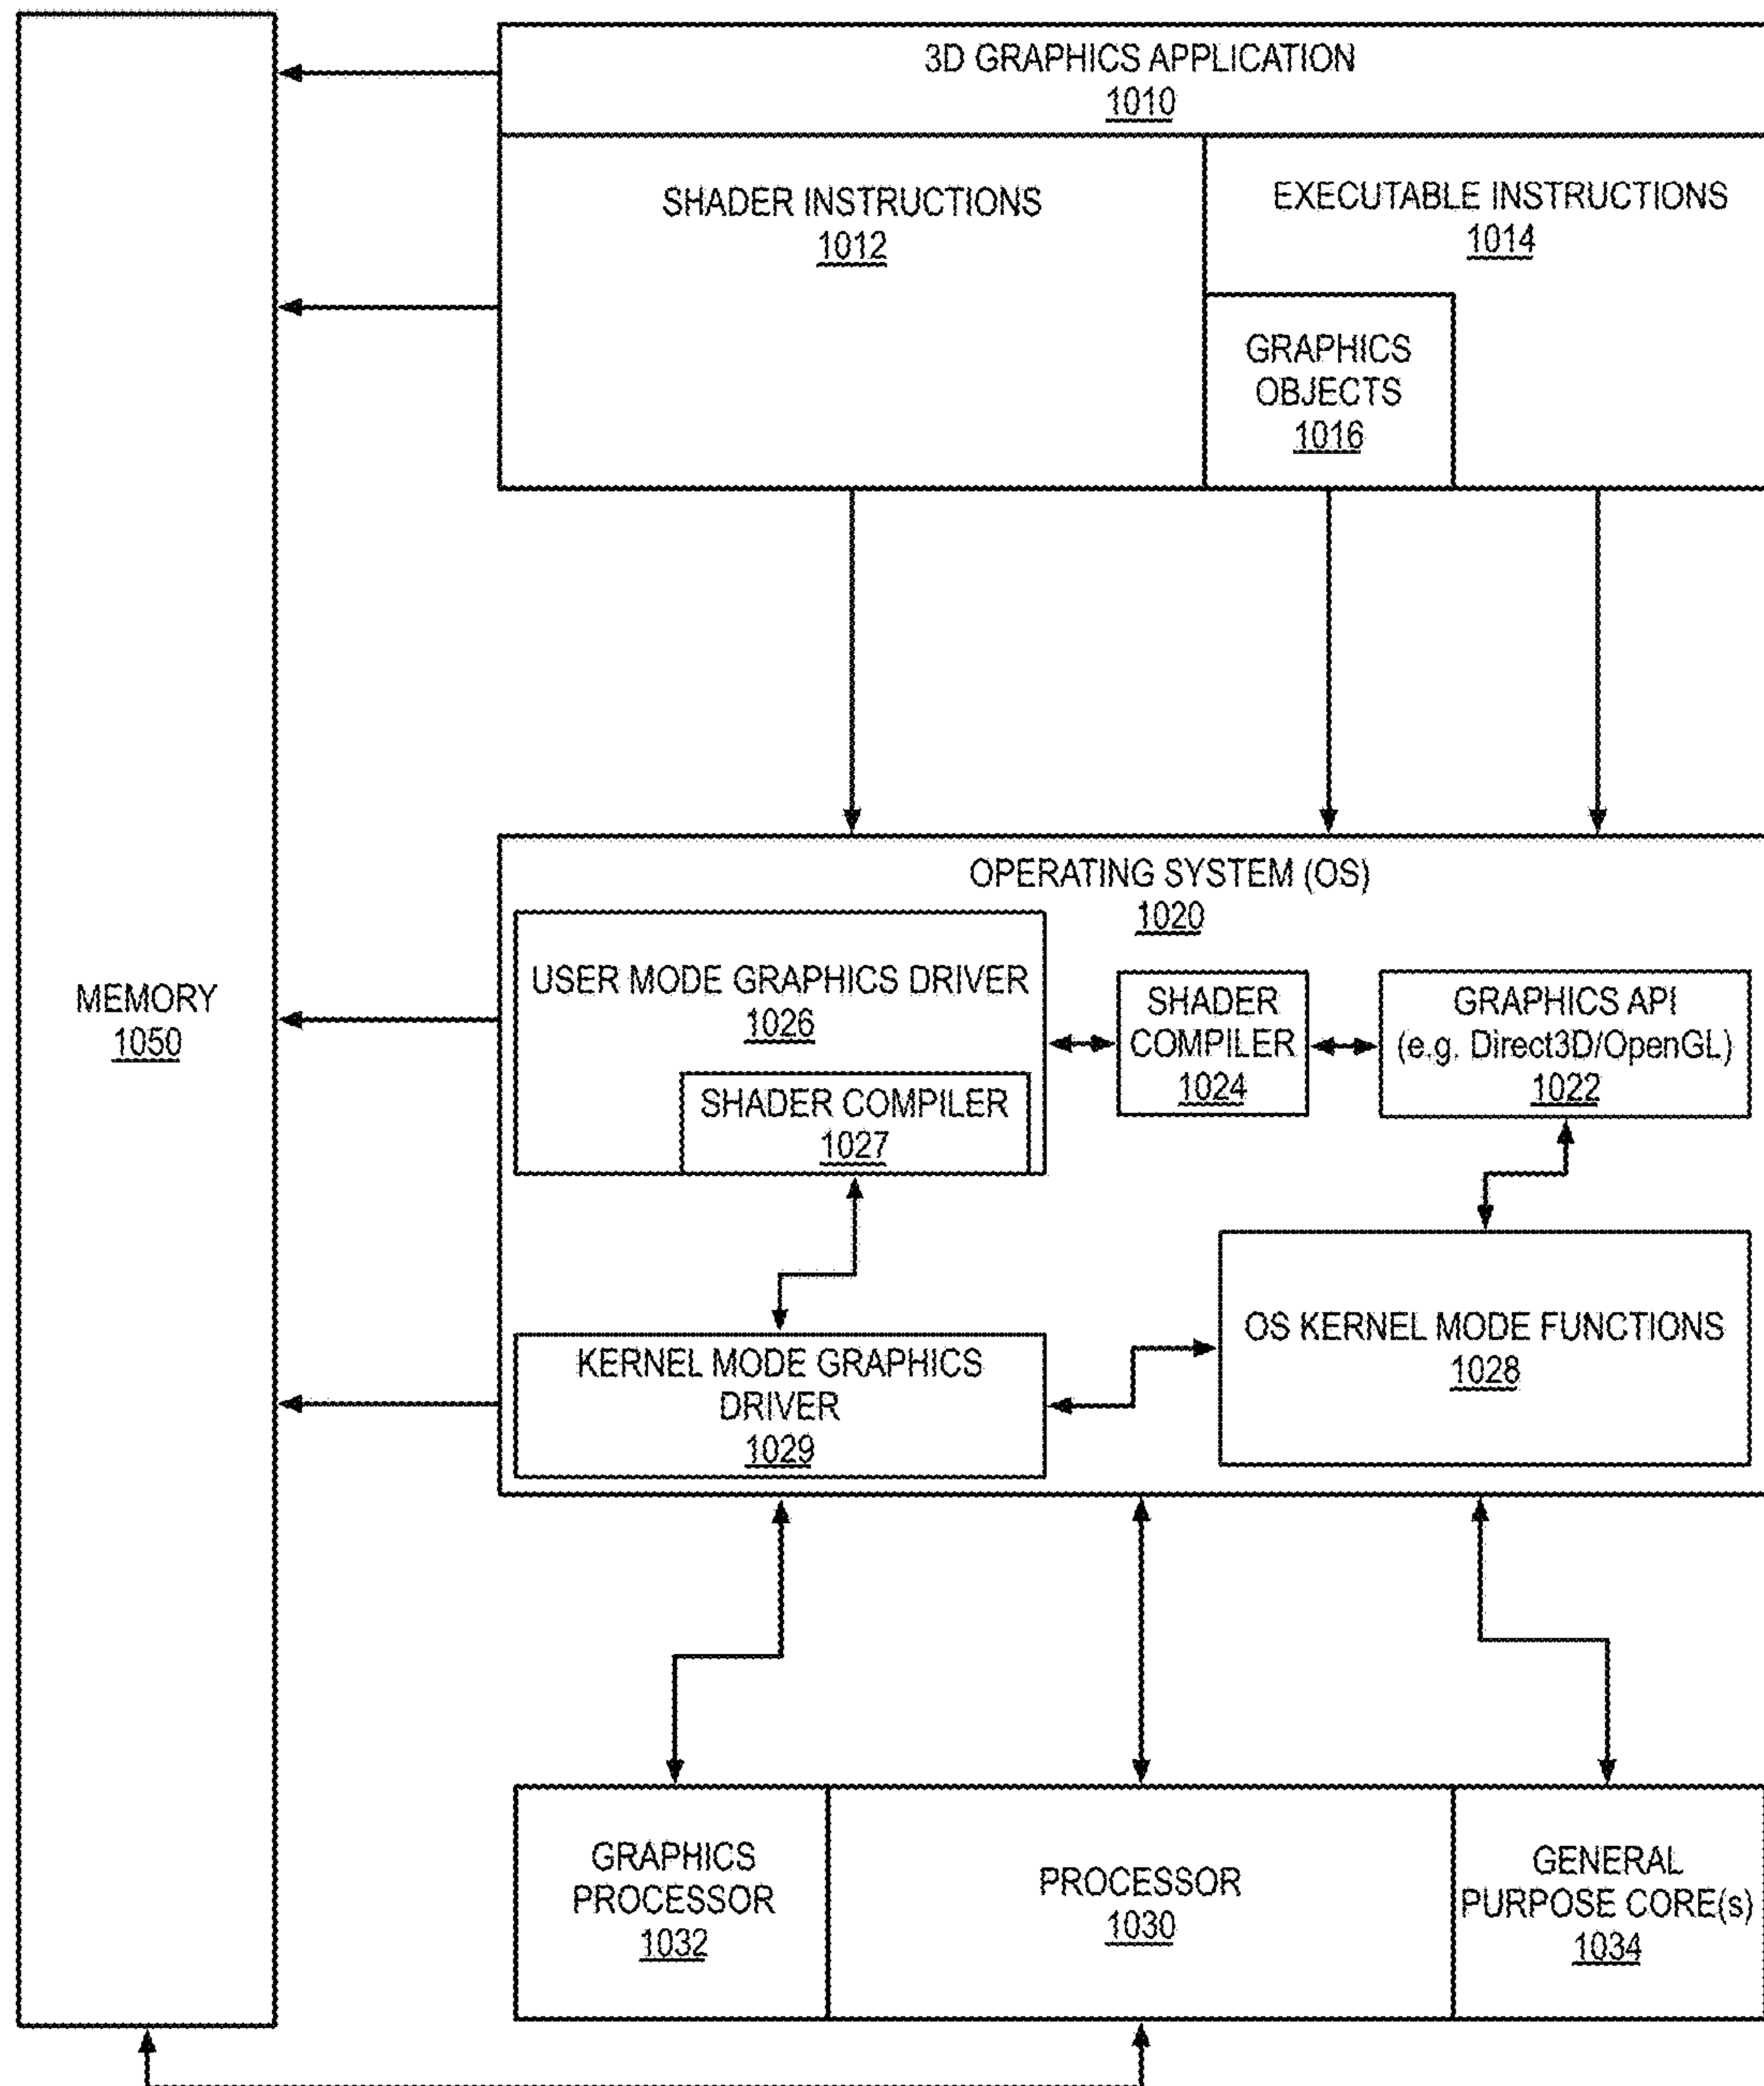 3D GRAPHICS APPLICATION
1010
SHADER INSTRUCTIONS
1012
EXECUTABLE INSTRUCTIONS
1014
GRAPHICS
OBJECTS
1016
MEMORY
1050
OPERATING SYSTEM (OS)
1020
USER MODE GRAPHICS DRIVER
1026
SHADER COMPILER
1027
SHADER
COMPILER
1024
GRAPHICS API
(e.g. Direct3D/OpenGL)
1022
OS KERNEL MODE FUNCTIONS
1028
KERNEL MODE GRAPHICS
DRIVER
1029
GRAPHICS
PROCESSOR
1032
PROCESSOR
1030
GENERAL
PURPOSE CORE(s)
1034